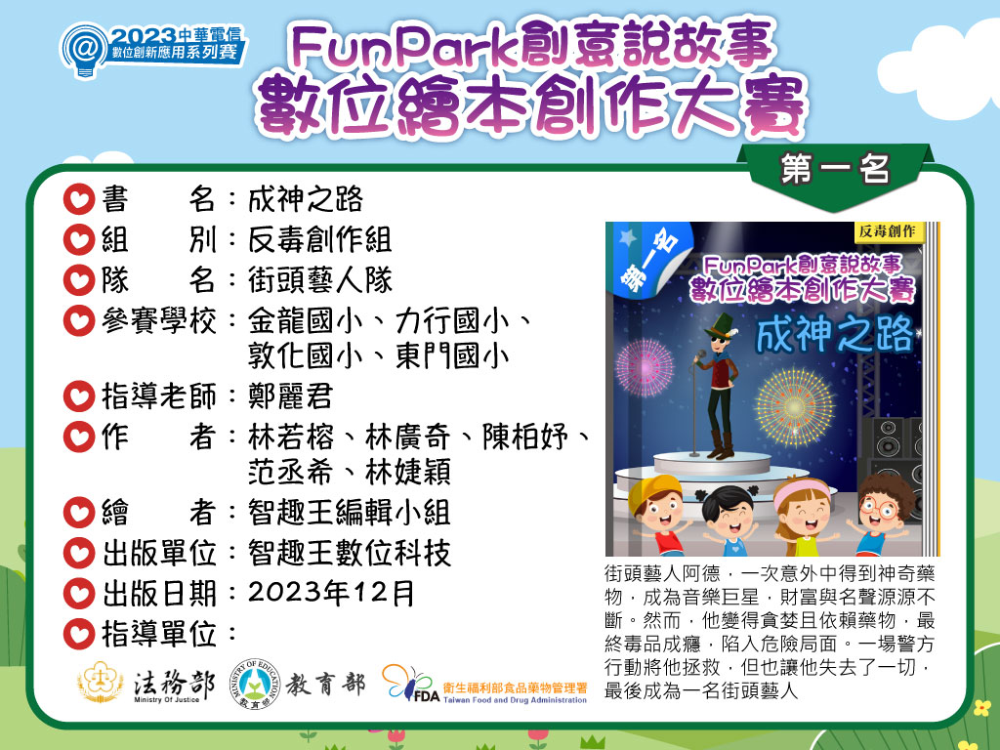 2023中華電信
數位創新應用系列賽
FunPark創意說故事
數位繪本創作大賽
第一名
書名：成神之路
組別：反毒創作組
隊名：街頭藝人隊
參賽學校：金龍國小、力行國小、
敦化國小、東門國小
指導老師：鄭麗君
作者：林若榕、林廣奇、陳柏妤、
范丞希、林婕穎
繪者：智趣王編輯小組
出版單位：智趣王數位科技
出版日期：2023年12月
指導單位：
法務部
Ministry Of Justice
MINISTRY OF EDUCATION
教育部
教育部
FDA
衛生福利部食品藥物管理署
Taiwan Food and Drug Administration
第一名
反毒創作
FunPark創意說故事
數位繪本創作大賽
成神之路
街頭藝人阿德，一次意外中得到神奇藥
物，成為音樂巨星，財富與名聲源源不
斷。然而，他變得貪婪且依賴藥物，最
終毒品成癮，陷入危險局面。一場警方
行動將他拯救，但也讓他失去了一切，
最後成為一名街頭藝人